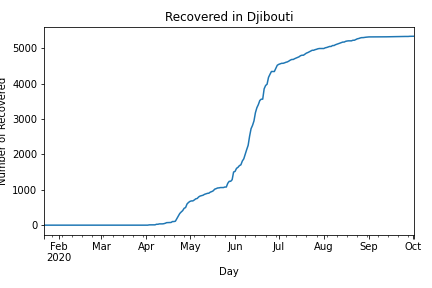 Recovered in Djibouti
Number of Recovered
5000
4000
3000
2000
1000
0
Feb
2020
Mar
Apr
May
Jun
Jul
Aug
Sep
Oct
Day